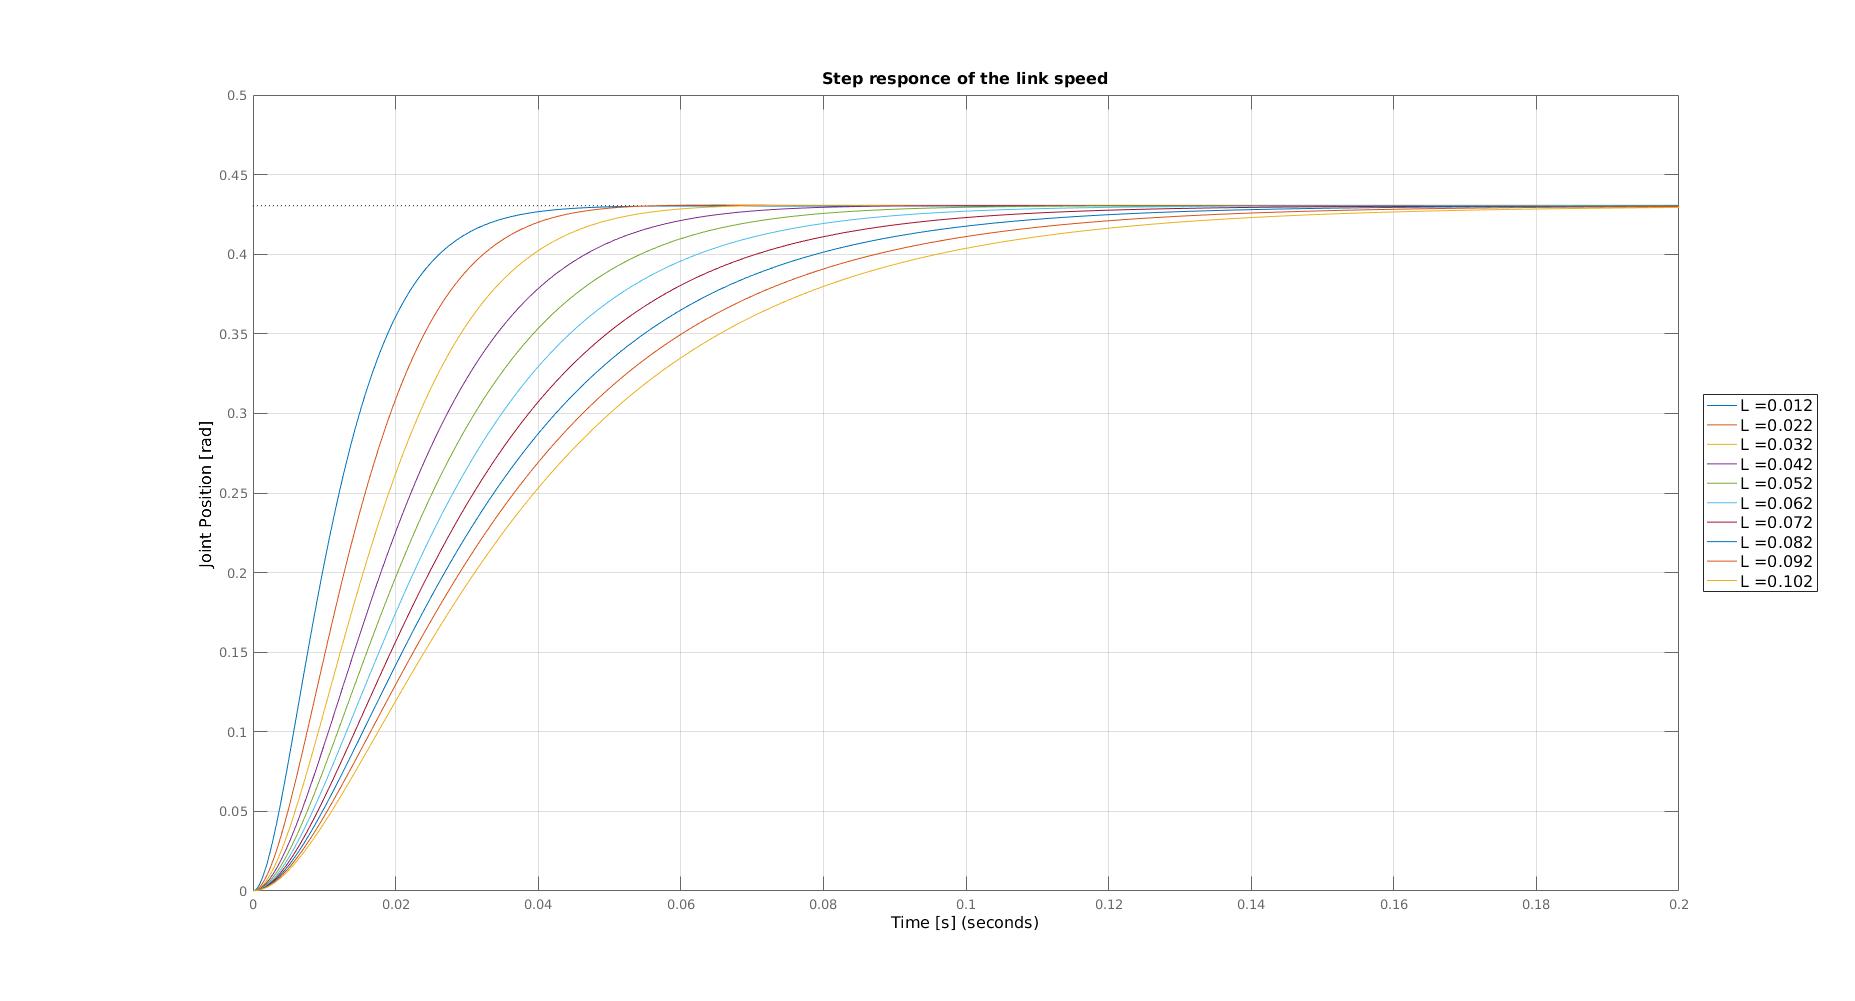 Step responce of the link speed
0.5
0.45
0.4
0.35
0.3
0.25
0.2
0.15
0.1
0.05
0
Joint Position [rad]
0 0.02 0.04 0.06 0.08 0.1 0.12 0.14 0.16 0.18 0.2
Time [s] (seconds)
L =0.012
L =0.022
L =0.032
L =0.042
L =0.052
L =0.062
L =0.072
L =0.082
L =0.092
L =0.102